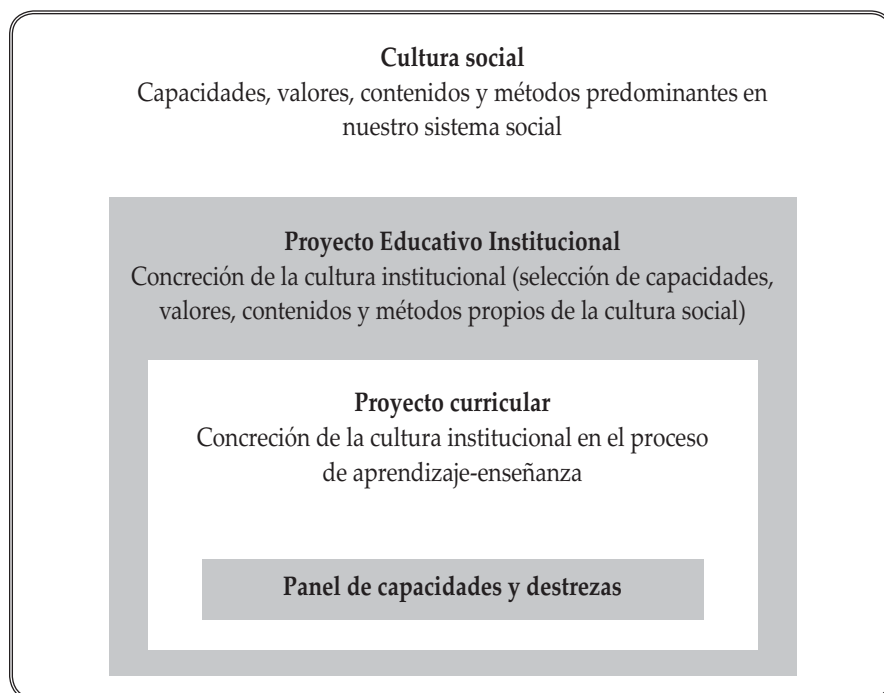 Cultura social
Capacidades, valores, contenidos y métodos predominantes en
nuestro sistema social
Proyecto Educativo Institucional
Concreción de la cultura institucional (selección de capacidades,
valores, contenidos y métodos propios de la cultura social)
Proyecto curricular
Concreción de la cultura institucional en el proceso
de aprendizaje-enseñanza
Panel de capacidades y destrezas